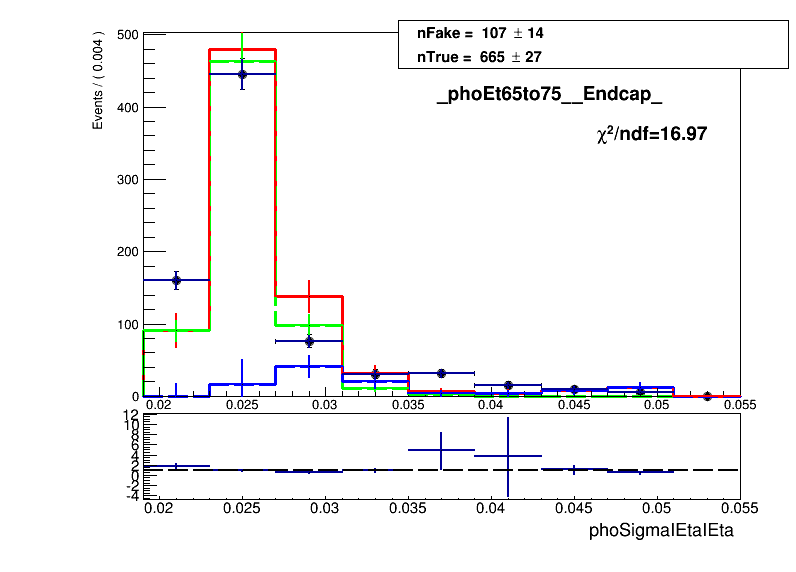 nFake = 107 ± 14
nTrue = 665 ± 27
_phoEt65to75__Endcap_
χ²/ndf=16.97
Events / ( 0.004 )
500
400
300
200
100
0
0.02 0.025 0.03 0.035 0.04 0.045 0.05 0.055
12
10
8
6
4
2
0
-2
-4
0.02 0.025 0.03 0.035 0.04 0.045 0.05 0.055
phoSigmaIEtaIEta